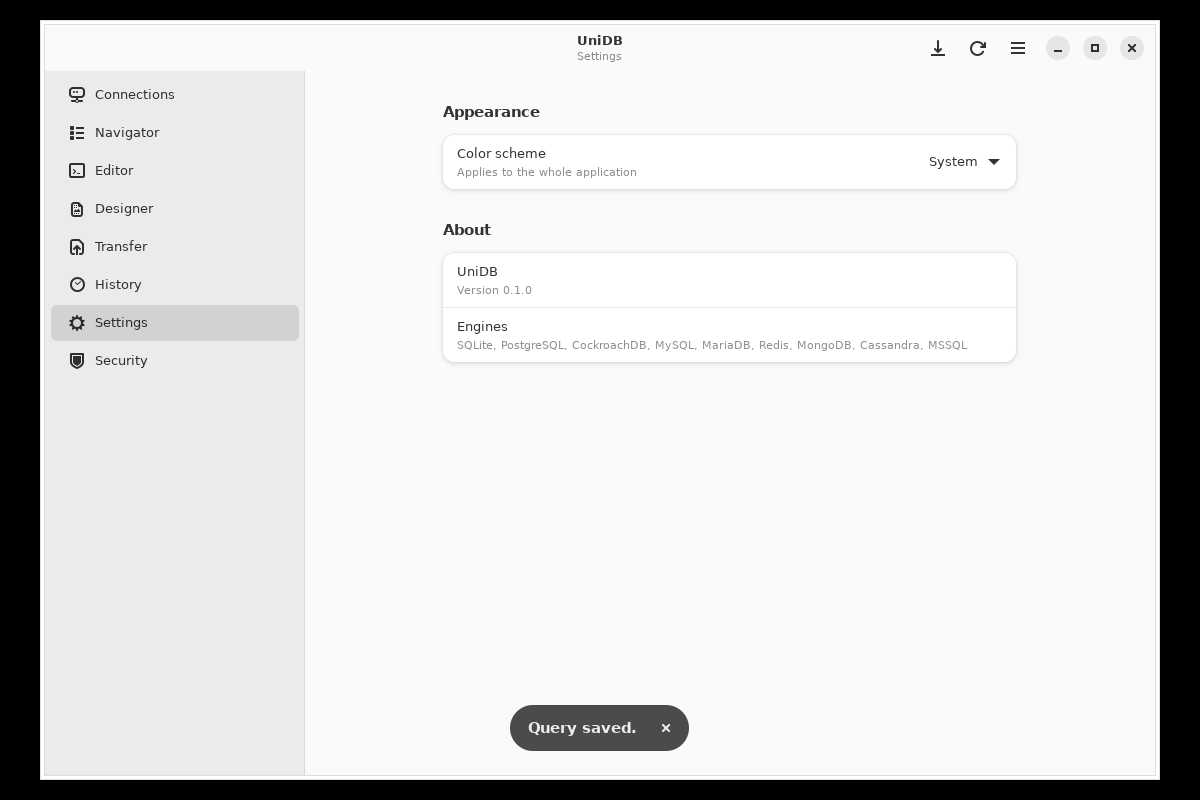 UniDB
Settings
Connections
Navigator
Editor
Designer
Transfer
History
Settings
Security
Appearance
Color scheme
Applies to the whole application
System
About
UniDB
Version 0.1.0
Engines
SQLite, PostgreSQL, CockroachDB, MySQL, MariaDB, Redis, MongoDB, Cassandra, MSSQL
Query saved.